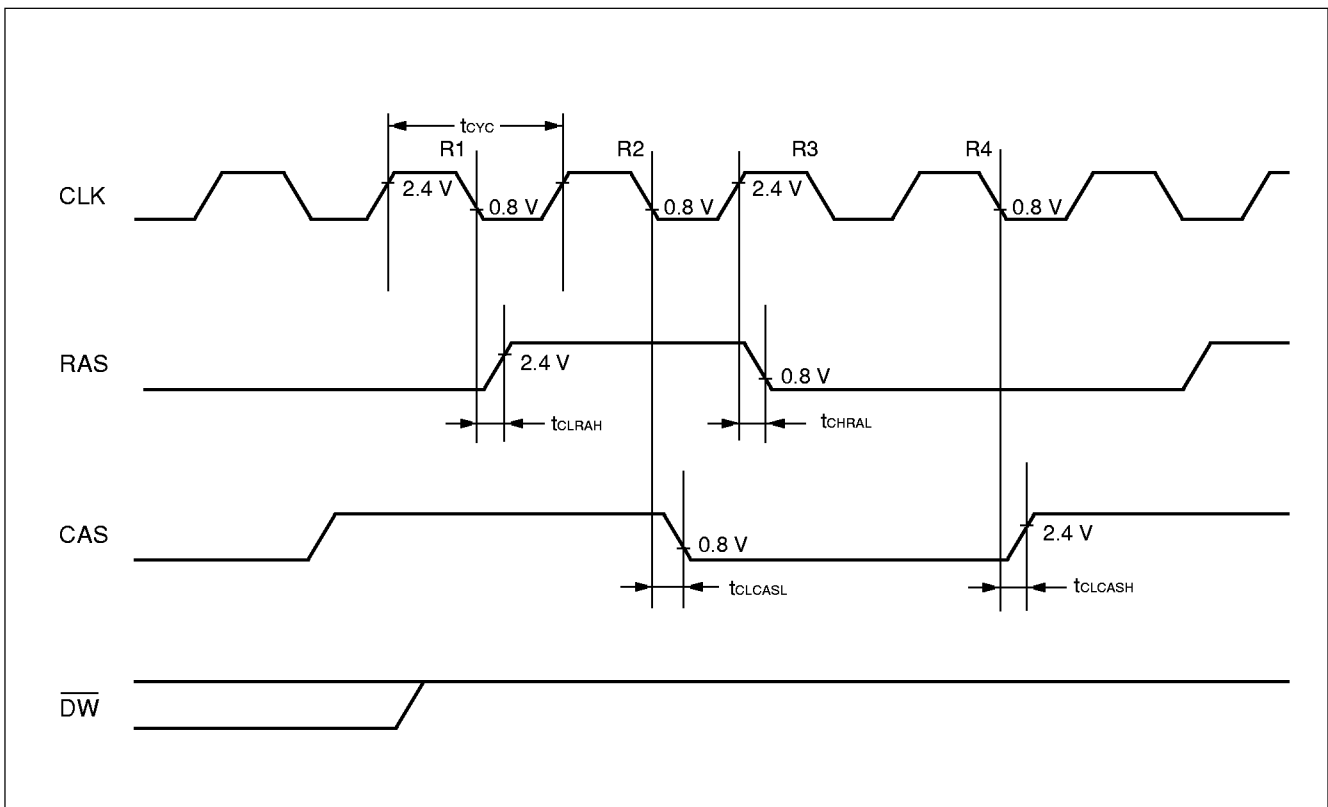 tCYC
R1 R2 R3 R4
CLK
2.4 V 0.8 V 0.8 V 2.4 V 0.8 V
RAS
2.4 V 0.8 V
tCLRAH tCHRAL
CAS
0.8 V 2.4 V
tCLCASL tCLCASH
D̅W̅